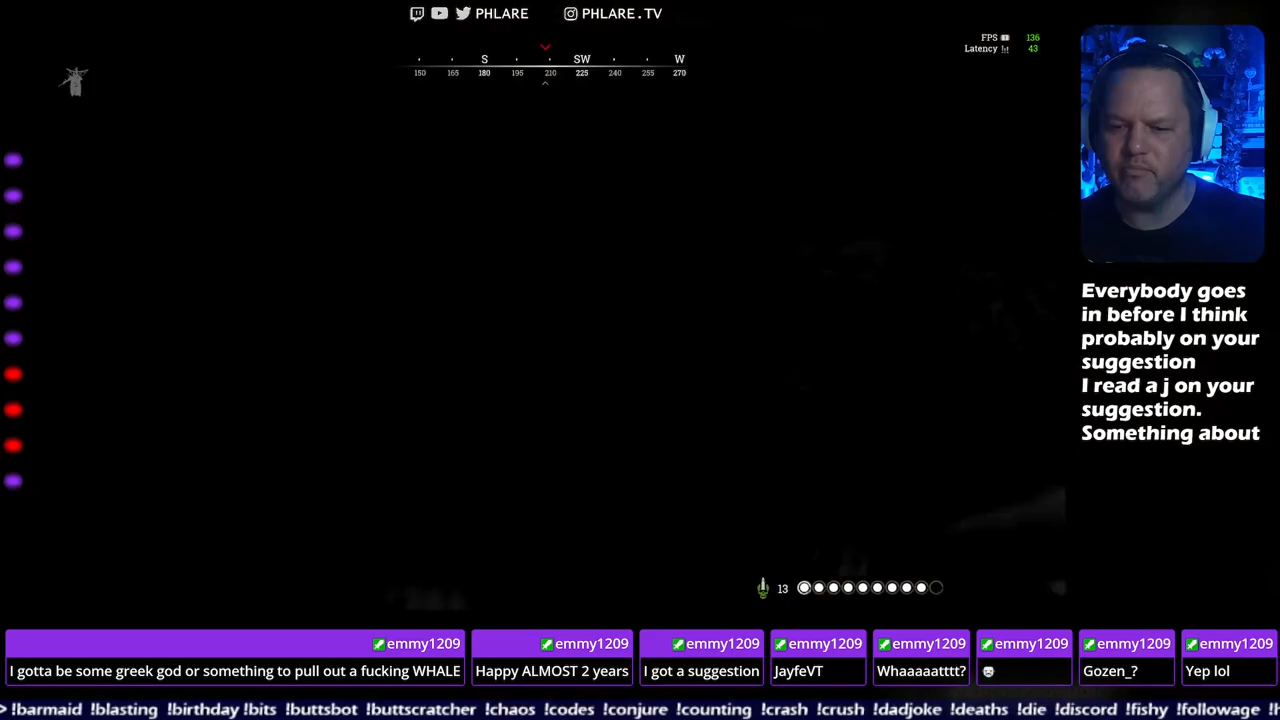 PHLARE PHLARE.TV
FPS 136
Latency 43
S SW W
150 165 180 195 210 225 240 255 270
Everybody goes
in before I think
probably on your
suggestion
I read a j on your
suggestion.
Something about
13
emmy1209 emmy1209 emmy1209 emmy1209 emmy1209 emmy1209 emmy1209 emmy1209
I gotta be some greek god or something to pull out a fucking WHALE Happy ALMOST 2 years I got a suggestion JayfeVT Whaaaaatttt? Gozen_? Yep lol
> !barmaid !blasting !birthday !bits !buttsbot !buttscratcher !chaos !codes !conjure !counting !crash !crush !dadjoke !deaths !die !discord !fishy !followage